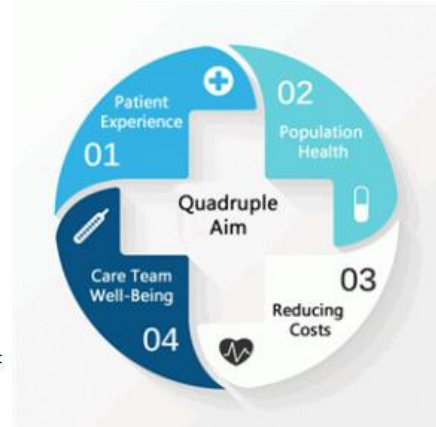 Patient
Experience
01
02
Population
Health
Quadruple
Aim
03
Reducing
Costs
Care Team
Well-Being
04